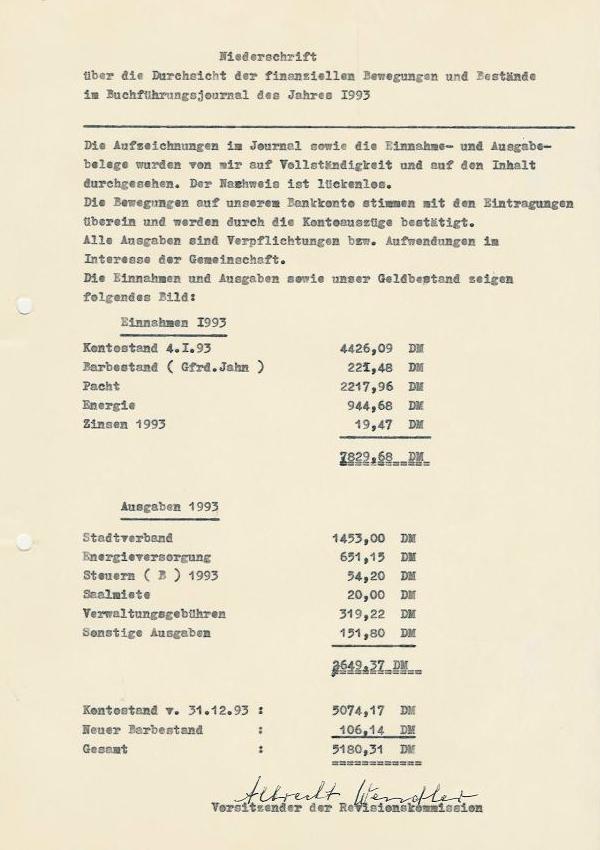 Niederschrift
über die Durchsicht der finanziellen Bewegungen und Bestände
im Buchführungsjournal des Jahres I993
Die Aufzeichnungen im Journal sowie die Einnahme- und Ausgabe-
belege wurden von mir auf Vollständigkeit und auf den Inhalt
durchgesehen. Der Nachweis ist lückenlos.
Die Bewegungen auf unserem Bankkonto stimmen mit den Eintragungen
überein und werden durch die Kontoauszüge bestätigt.
Alle Ausgaben sind Verpflichtungen bzw. Aufwendungen im
Interesse der Gemeinschaft.
Die Einnahmen und Ausgaben sowie unser Geldbestand zeigen
folgendes Bild:
Einnahmen I993
Kontostand 4.I.93 4426,09 DM
Barbestand ( Gfrd.Jahn ) 221,48 DM
Pacht 2217,96 DM
Energie 944,68 DM
Zinsen 1993 19,47 DM
7829,68 DM
Ausgaben 1993
Stadtverband 1453,00 DM
Energieversorgung 651,15 DM
Steuern ( B ) 1993 54,20 DM
Saalmiete 20,00 DM
Verwaltungsgebühren 319,22 DM
Sonstige Ausgaben 151,80 DM
2649,37 DM
Kontostand v. 31.12.93 : 5074,17 DM
Neuer Barbestand : 106,14 DM
Gesamt : 5180,31 DM
Albrecht Wendler
Vorsitzender der Revisionskommission